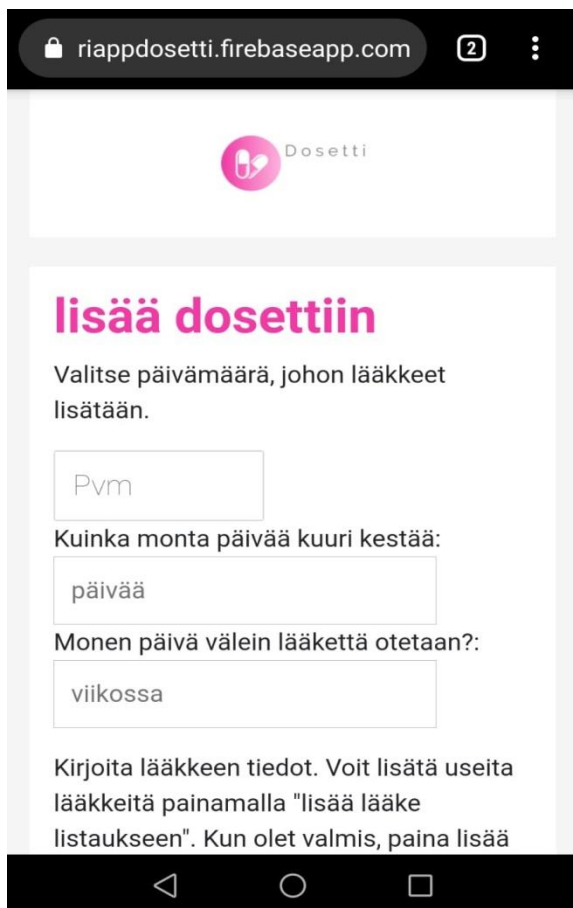 riappdosetti.firebaseapp.com 2
Dosetti
lisää dosettiin
Valitse päivämäärä, johon lääkkeet
lisätään.
Pvm
Kuinka monta päivää kuuri kestää:
päivää
Monen päivä välein lääkettä otetaan?:
viikossa
Kirjoita lääkkeen tiedot. Voit lisätä useita
lääkkeitä painamalla "lisää lääke
listaukseen". Kun olet valmis, paina lisää